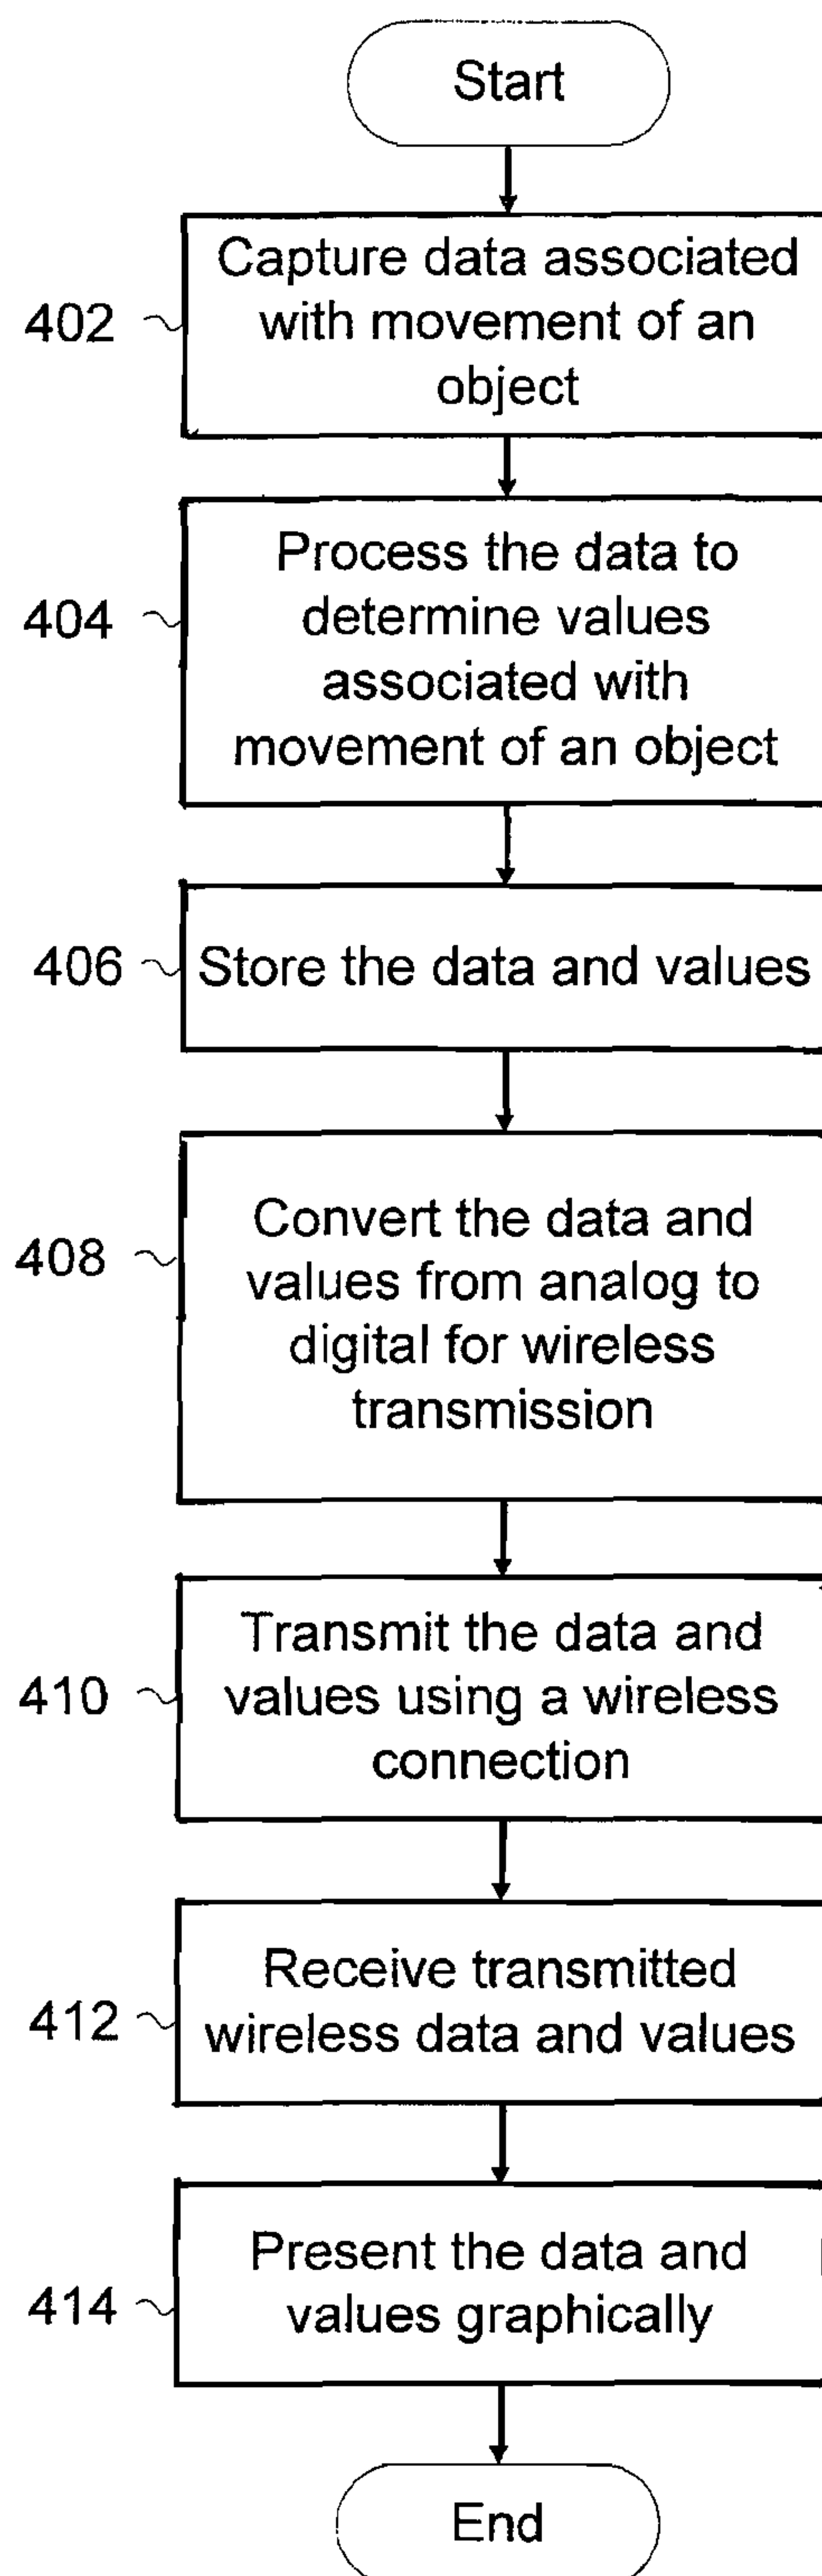 Start
Capture data associated
with movement of an
object
402
Process the data to
determine values
associated with
movement of an object
404
Store the data and values
406
Convert the data and
values from analog to
digital for wireless
transmission
408
Transmit the data and
values using a wireless
connection
410
Receive transmitted
wireless data and values
412
Present the data and
values graphically
414
End